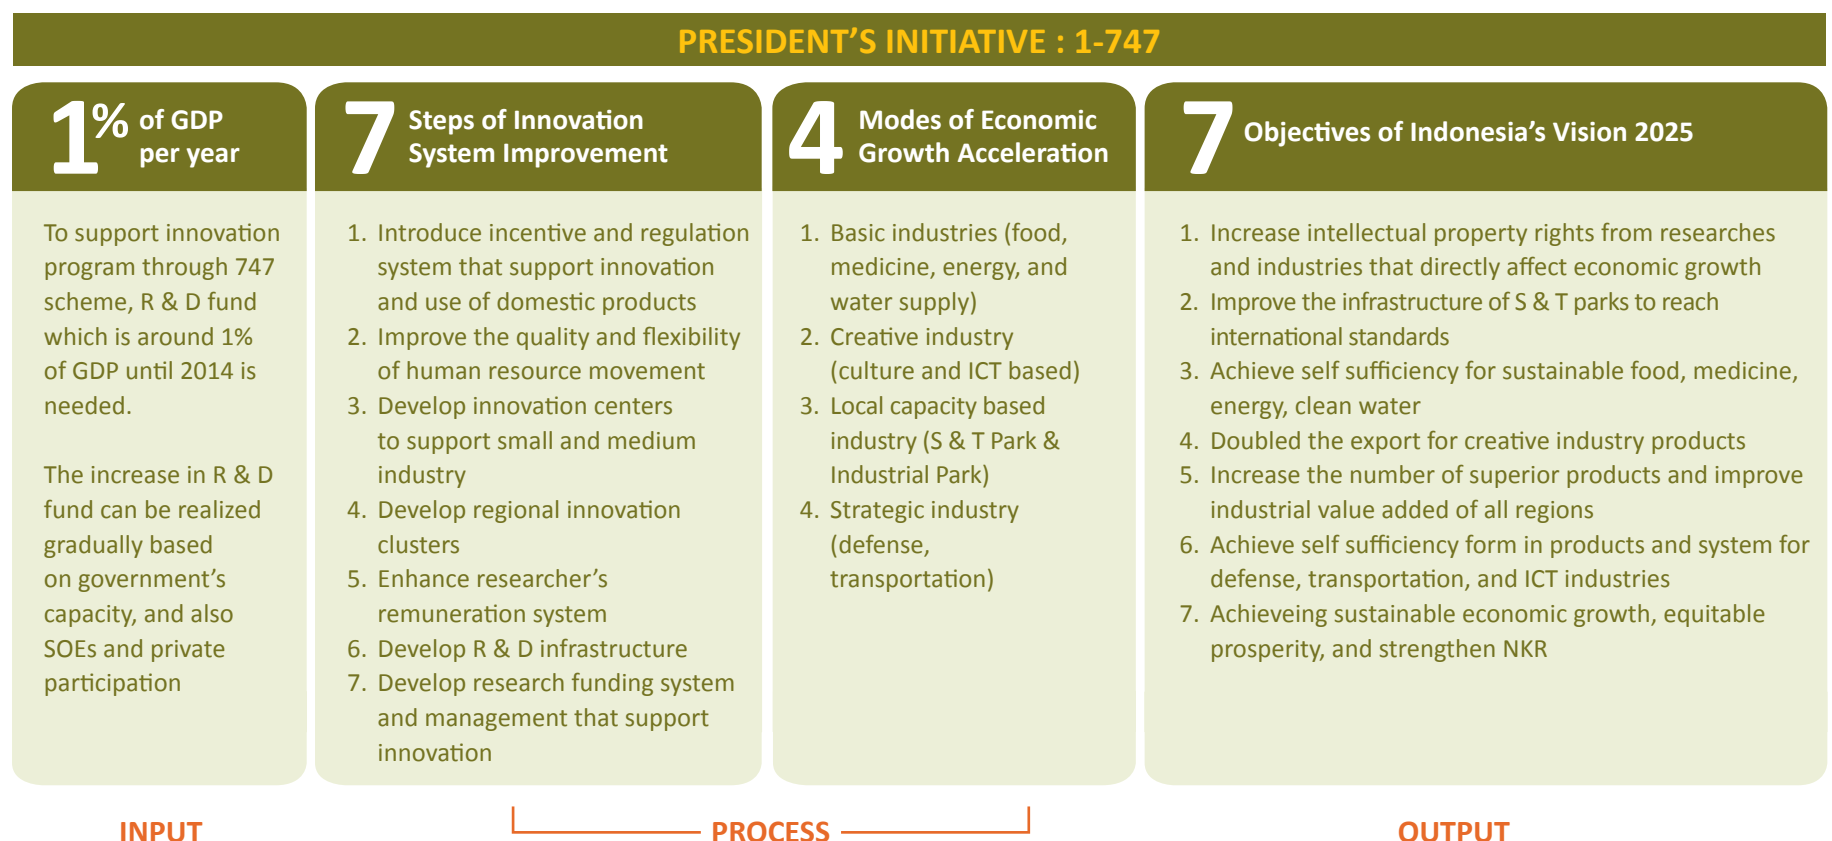 PRESIDENT'S INITIATIVE : 1-747
1% of GDP
per year
To support innovation
program through 747
scheme, R & D fund
which is around 1%
of GDP until 2014 is
needed.
The increase in R & D
fund can be realized
gradually based
on government's
capacity, and also
SOEs and private
participation
7 Steps of Innovation
System Improvement
1. Introduce incentive and regulation
system that support innovation
and use of domestic products
2. Improve the quality and flexibility
of human resource movement
3. Develop innovation centers
to support small and medium
industry
4. Develop regional innovation
clusters
5. Enhance researcher's
remuneration system
6. Develop R & D infrastructure
7. Develop research funding system
and management that support
innovation
4 Modes of Economic
Growth Acceleration
1. Basic industries (food,
medicine, energy, and
water supply)
2. Creative industry
(culture and ICT based)
3. Local capacity based
industry (S & T Park &
Industrial Park)
4. Strategic industry
(defense,
transportation)
7 Objectives of Indonesia's Vision 2025
1. Increase intellectual property rights from researches
and industries that directly affect economic growth
2. Improve the infrastructure of S & T parks to reach
international standards
3. Achieve self sufficiency for sustainable food, medicine,
energy, clean water
4. Doubled the export for creative industry products
5. Increase the number of superior products and improve
industrial value added of all regions
6. Achieve self sufficiency form in products and system for
defense, transportation, and ICT industries
7. Achieveing sustainable economic growth, equitable
prosperity, and strengthen NKR
INPUT
PROCESS
OUTPUT